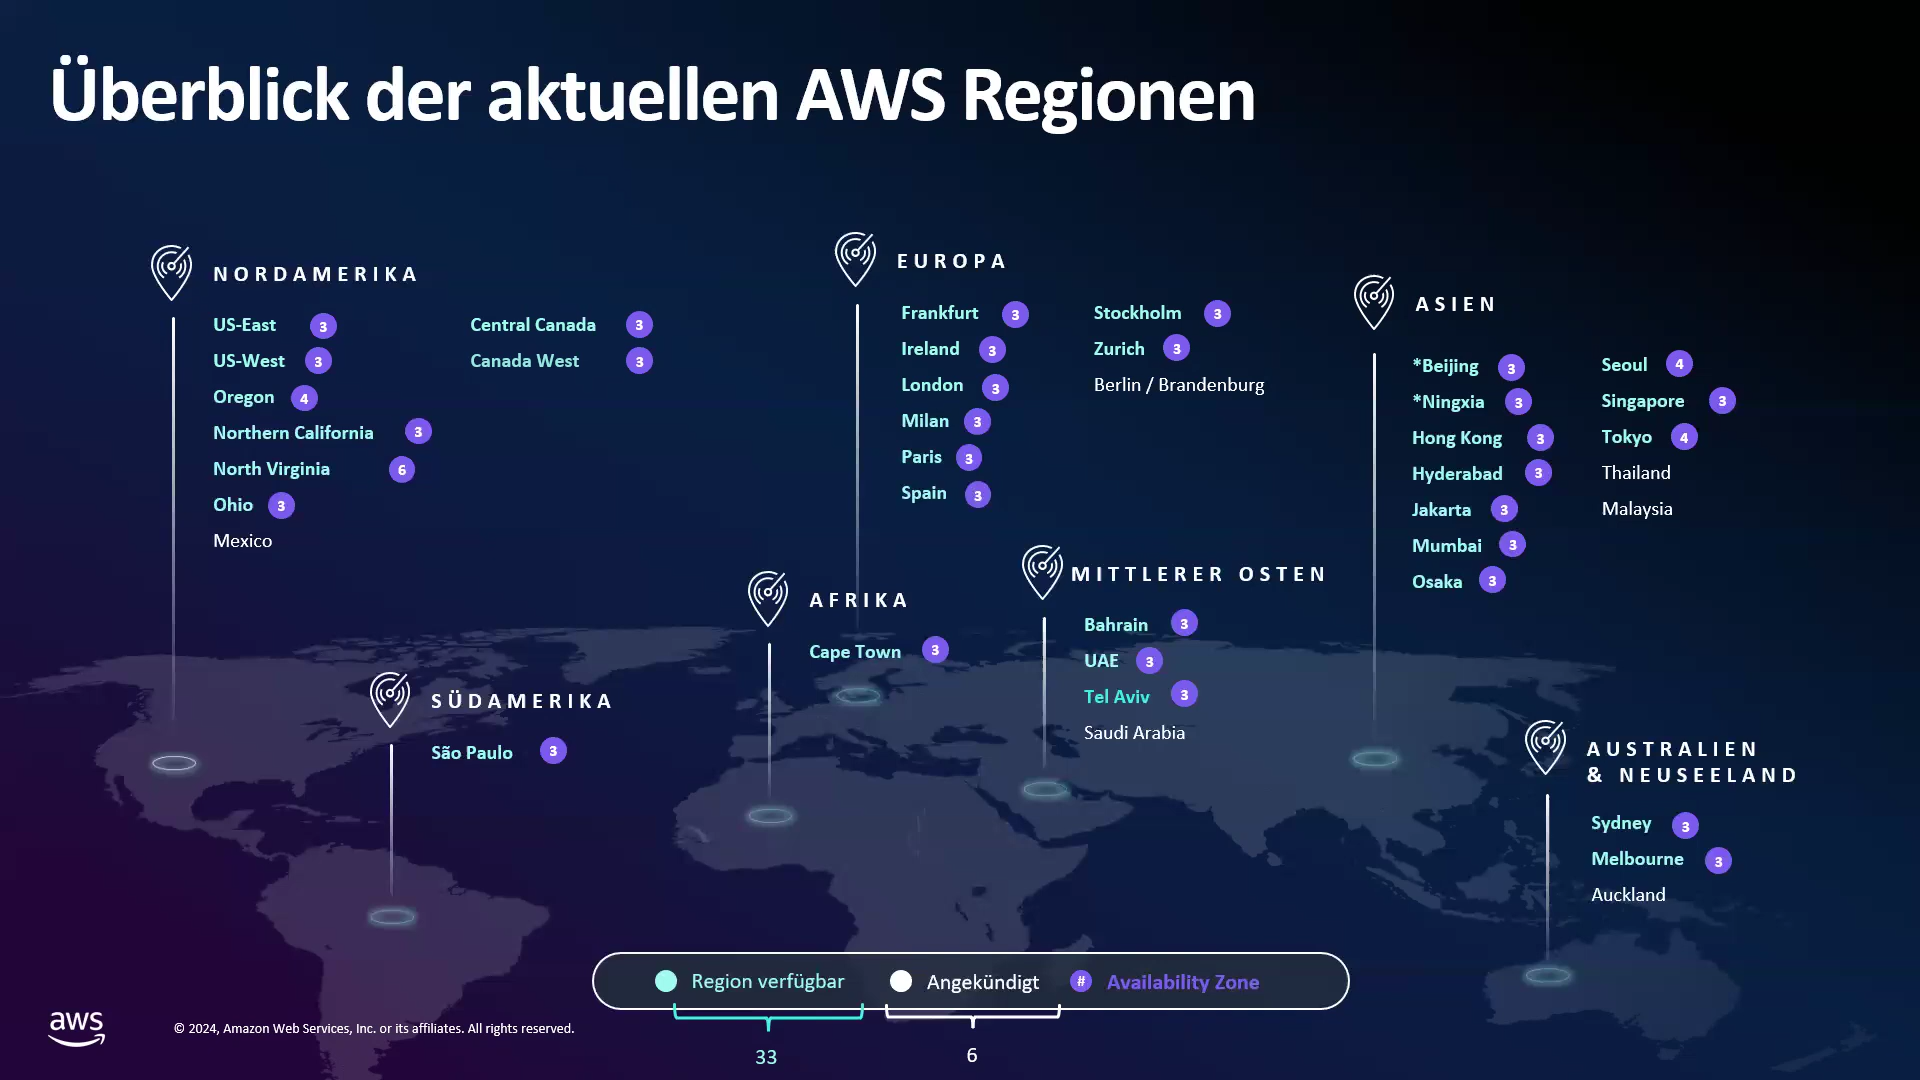 Überblick der aktuellen AWS Regionen
NORDAMERIKA
US-East 3
US-West 3
Oregon 4
Northern California 3
North Virginia 6
Ohio 3
Mexico
Central Canada 3
Canada West 3
SÜDAMERIKA
São Paulo 3
EUROPA
Frankfurt 3
Ireland 3
London 3
Milan 3
Paris 3
Spain 3
Stockholm 3
Zurich 3
Berlin / Brandenburg
AFRIKA
Cape Town 3
MITTLERER OSTEN
Bahrain 3
UAE 3
Tel Aviv 3
Saudi Arabia
ASIEN
*Beijing 3
*Ningxia 3
Hong Kong 3
Hyderabad 3
Jakarta 3
Mumbai 3
Osaka 3
Seoul 4
Singapore 3
Tokyo 4
Thailand
Malaysia
AUSTRALIEN
& NEUSEELAND
Sydney 3
Melbourne 3
Auckland
Region verfügbar
Angekündigt
# Availability Zone
33
6
aws
© 2024, Amazon Web Services, Inc. or its affiliates. All rights reserved.